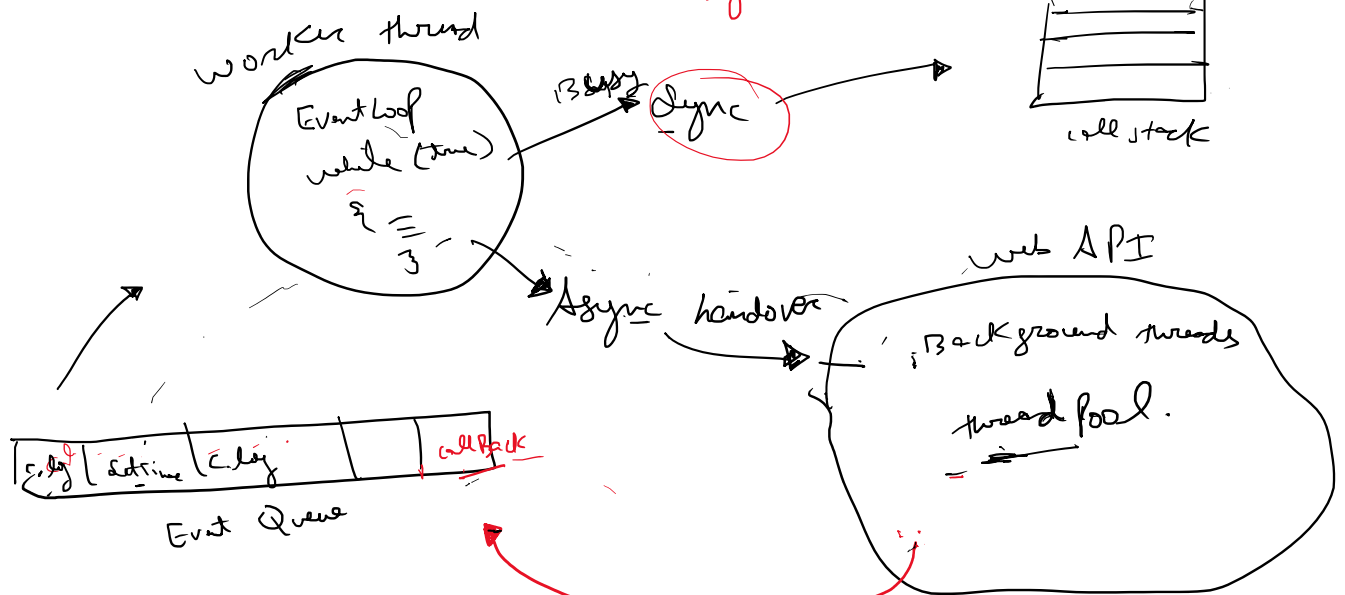 worker thread
EventLoop
while (true)
{
}
Sync
call stack
Async handover
Web API
Background threads
thread Pool.
c.log
setTime
c.log
callBack
Event Queue